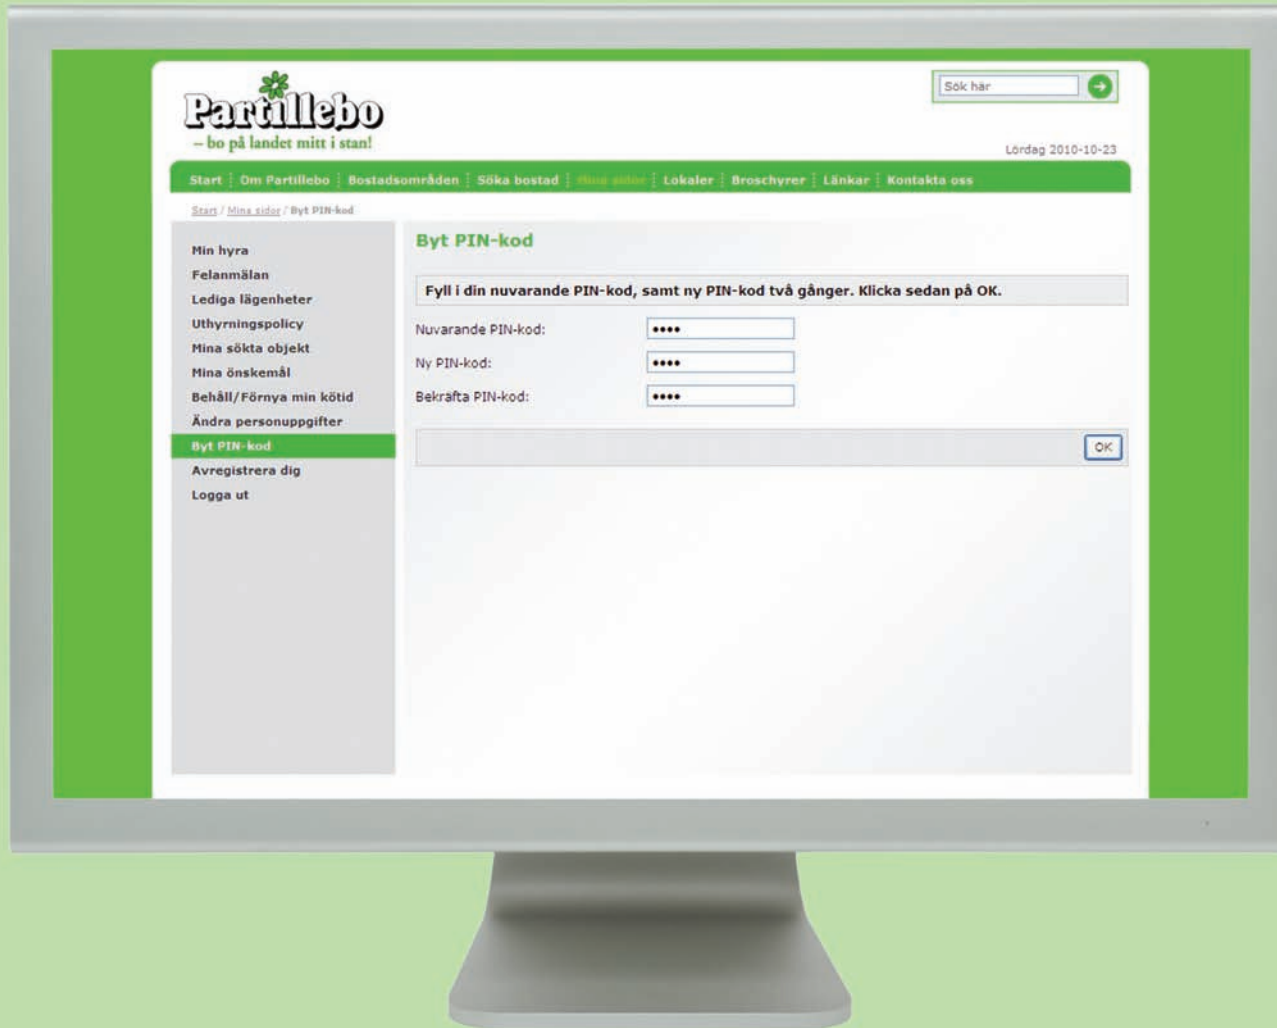 Partillebo
– bo på landet mitt i stan!
Sök här
Lördag 2010-10-23
Start Om Partillebo Bostadsområden Söka bostad Mina sidor Lokaler Broschyrer Länkar Kontakta oss
Start / Mina sidor / Byt PIN-kod
Min hyra
Felanmälan
Lediga lägenheter
Uthyrningspolicy
Mina sökta objekt
Mina önskemål
Behåll/Förnya min kötid
Ändra personuppgifter
Byt PIN-kod
Avregistrera dig
Logga ut
Byt PIN-kod
Fyll i din nuvarande PIN-kod, samt ny PIN-kod två gånger. Klicka sedan på OK.
Nuvarande PIN-kod: ••••
Ny PIN-kod: ••••
Bekräfta PIN-kod: ••••
OK